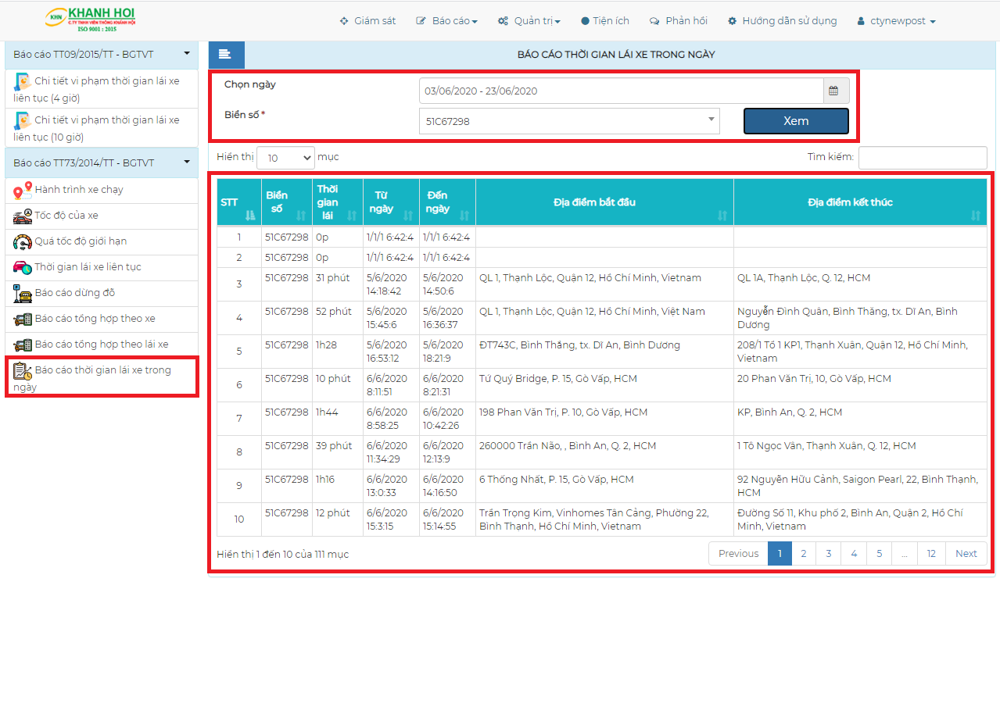 KHN
KHANH HOI
C.TY TNHH VIỄN THÔNG KHÁNH HỘI
ISO 9001 : 2015
Giám sát
Báo cáo
Quản trị
Tiện ích
Phản hồi
Hướng dẫn sử dụng
ctynewpost
Báo cáo TT09/2015/TT - BGTVT
Chi tiết vi phạm thời gian lái xe
liên tục (4 giờ)
Chi tiết vi phạm thời gian lái xe
liên tục (10 giờ)
Báo cáo TT73/2014/TT - BGTVT
Hành trình xe chạy
Tốc độ của xe
Quá tốc độ giới hạn
Thời gian lái xe liên tục
Báo cáo dừng đỗ
Báo cáo tổng hợp theo xe
Báo cáo tổng hợp theo lái xe
Báo cáo thời gian lái xe trong
ngày
BÁO CÁO THỜI GIAN LÁI XE TRONG NGÀY
Chọn ngày
03/06/2020 - 23/06/2020
Biển số *
51C67298
Xem
Hiển thị 10 mục
Tìm kiếm:
STT Biển số Thời gian lái Từ ngày Đến ngày Địa điểm bắt đầu Địa điểm kết thúc
1 51C67298 0p 1/1/1 6:42:4 1/1/1 6:42:4
2 51C67298 0p 1/1/1 6:42:4 1/1/1 6:42:4
3 51C67298 31 phút 5/6/2020 14:18:42 5/6/2020 14:50:6 QL 1, Thạnh Lộc, Quận 12, Hồ Chí Minh, Vietnam QL 1A, Thạnh Lộc, Q. 12, HCM
4 51C67298 52 phút 5/6/2020 15:45:6 5/6/2020 16:36:37 QL 1, Thạnh Lộc, Quận 12, Hồ Chí Minh, Việt Nam Nguyễn Đình Quân, Bình Thắng, tx. Dĩ An, Bình Dương
5 51C67298 1h28 5/6/2020 16:53:12 5/6/2020 18:21:9 ĐT743C, Bình Thắng, tx. Dĩ An, Bình Dương 208/1 Tổ 1 KP1, Thạnh Xuân, Quận 12, Hồ Chí Minh, Vietnam
6 51C67298 10 phút 6/6/2020 8:11:51 6/6/2020 8:21:31 Tứ Quý Bridge, P. 15, Gò Vấp, HCM 20 Phan Văn Trị, 10, Gò Vấp, HCM
7 51C67298 1h44 6/6/2020 8:58:25 6/6/2020 10:42:26 198 Phan Văn Trị, P. 10, Gò Vấp, HCM KP, Bình An, Q. 2, HCM
8 51C67298 39 phút 6/6/2020 11:34:29 6/6/2020 12:13:9 260000 Trần Não, , Bình An, Q. 2, HCM 1 Tô Ngọc Vân, Thạnh Xuân, Q. 12, HCM
9 51C67298 1h16 6/6/2020 13:0:33 6/6/2020 14:16:50 6 Thống Nhất, P. 15, Gò Vấp, HCM 92 Nguyễn Hữu Cảnh, Saigon Pearl, 22, Bình Thạnh, HCM
10 51C67298 12 phút 6/6/2020 15:3:15 6/6/2020 15:14:55 Trần Trọng Kim, Vinhomes Tân Cảng, Phường 22, Bình Thạnh, Hồ Chí Minh, Vietnam Đường Số 11, Khu phố 2, Bình An, Quận 2, Hồ Chí Minh, Vietnam
Hiển thị 1 đến 10 của 111 mục
Previous 1 2 3 4 5 ... 12 Next